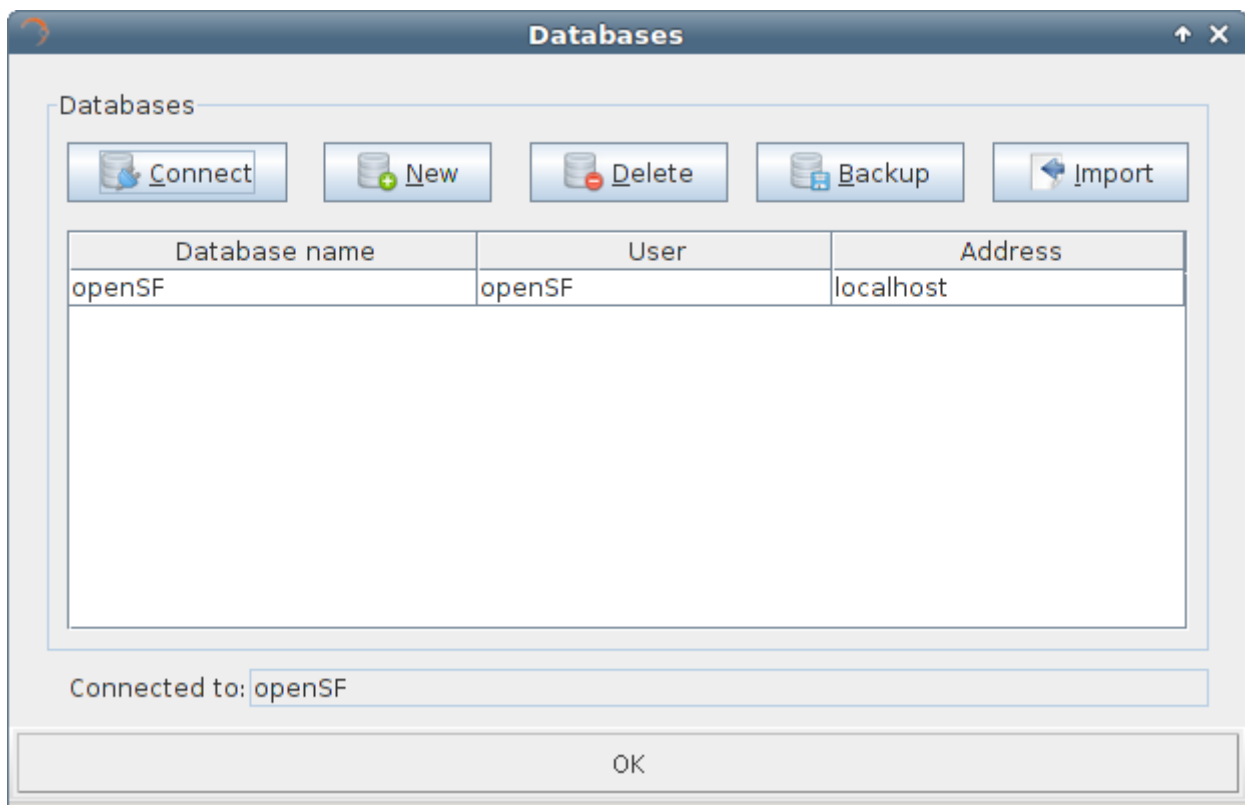 Databases
Databases
Connect New Delete Backup Import
Database name User Address
openSF openSF localhost
Connected to: openSF
OK